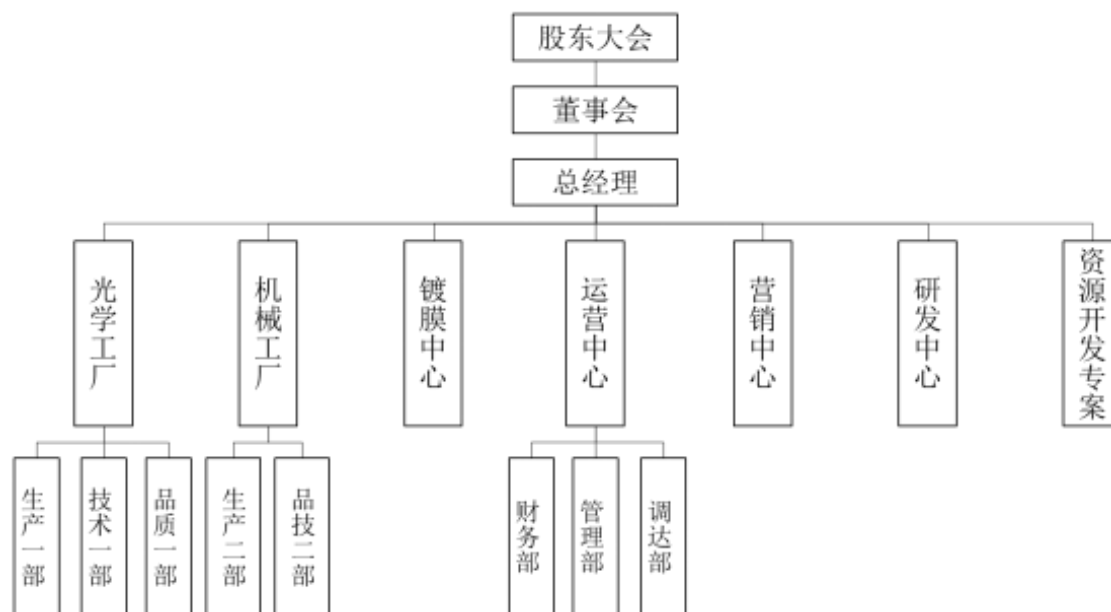 股东大会
董事会
总经理
光学工厂
机械工厂
镀膜中心
运营中心
营销中心
研发中心
资源开发专案
生产一部
技术一部
品质一部
生产二部
品技二部
财务部
管理部
调达部